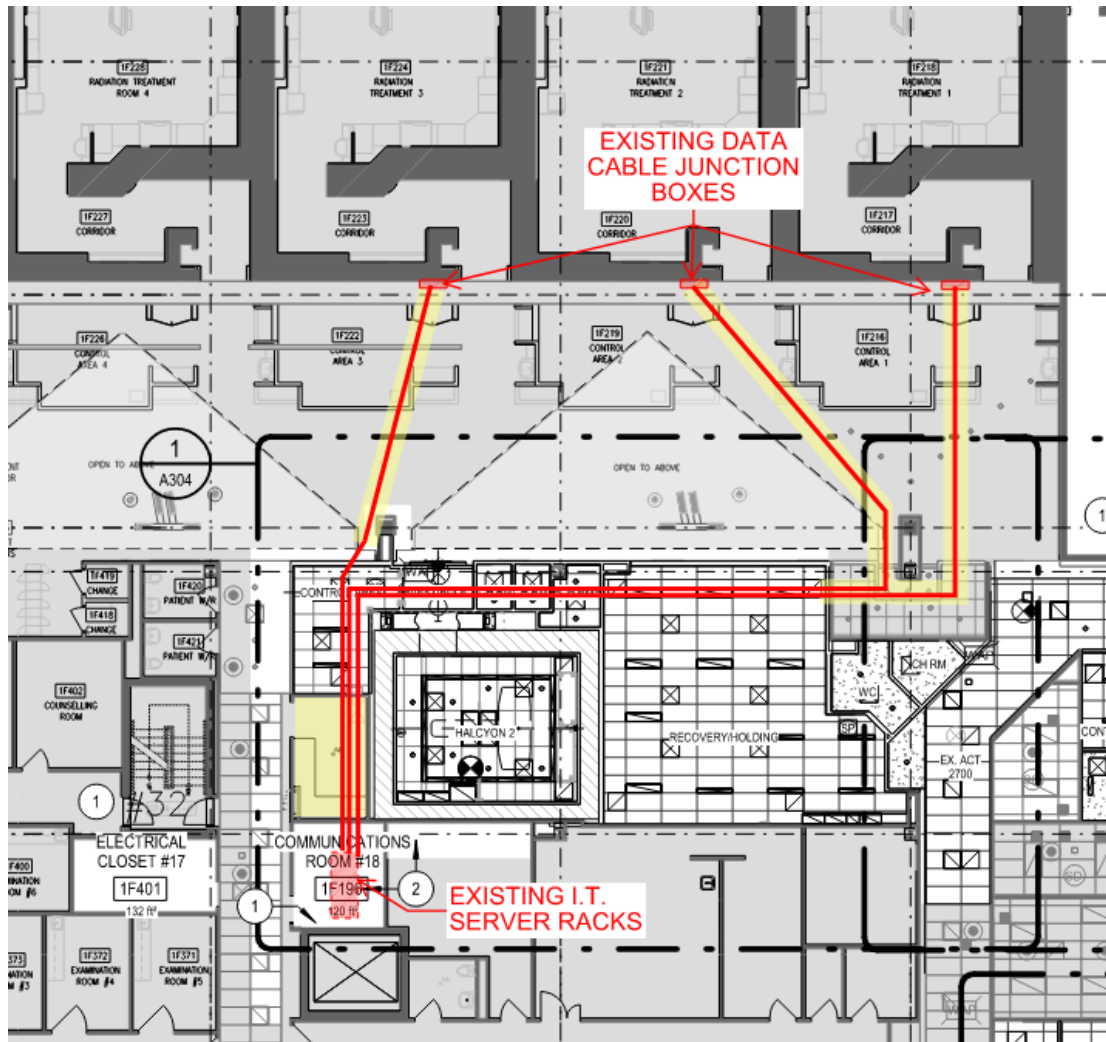 1F228
RADIATION TREATMENT
ROOM 4
1F224
RADIATION
TREATMENT 3
1F221
RADIATION
TREATMENT 2
1F218
RADIATION
TREATMENT 1
EXISTING DATA
CABLE JUNCTION
BOXES
1F227
CORRIDOR
1F223
CORRIDOR
1F220
CORRIDOR
1F217
CORRIDOR
1F226
CONTROL
AREA 4
1F222
CONTROL
AREA 3
1F219
CONTROL
AREA 2
1F216
CONTROL
AREA 1
1
A304
OPEN TO ABOVE
OPEN TO ABOVE
1
1F419
CHANGE
1F418
CHANGE
1F420
PATIENT W/R
1F421
PATIENT W/R
1F402
COUNSELLING
ROOM
WC
CH RM
SP
HALCYON 2
RECOVERY/HOLDING
EX. ACT
2700
1
#32
ELECTRICAL
CLOSET #17
1F401
132 ft²
COMMUNICATIONS
ROOM #18
1F196
120 ft²
2
1
EXISTING I.T.
SERVER RACKS
SD
1F372
EXAMINATION
ROOM #4
1F371
EXAMINATION
ROOM #5
WAP